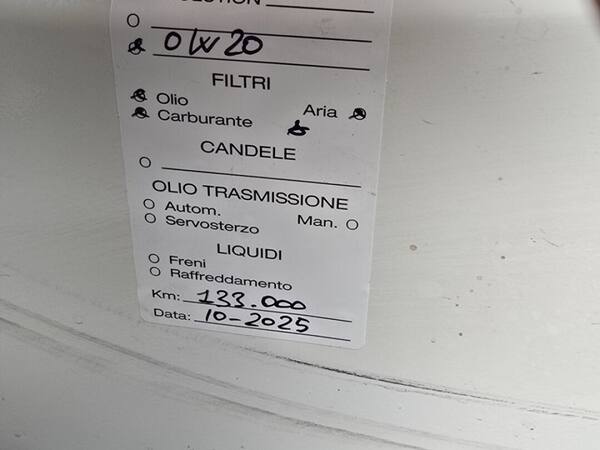 OLUTION
0W20
FILTRI
Olio
Aria
Carburante
CANDELE
OLIO TRASMISSIONE
Autom.
Man.
Servosterzo
LIQUIDI
Freni
Raffreddamento
Km: 133.000
Data: 10-2025